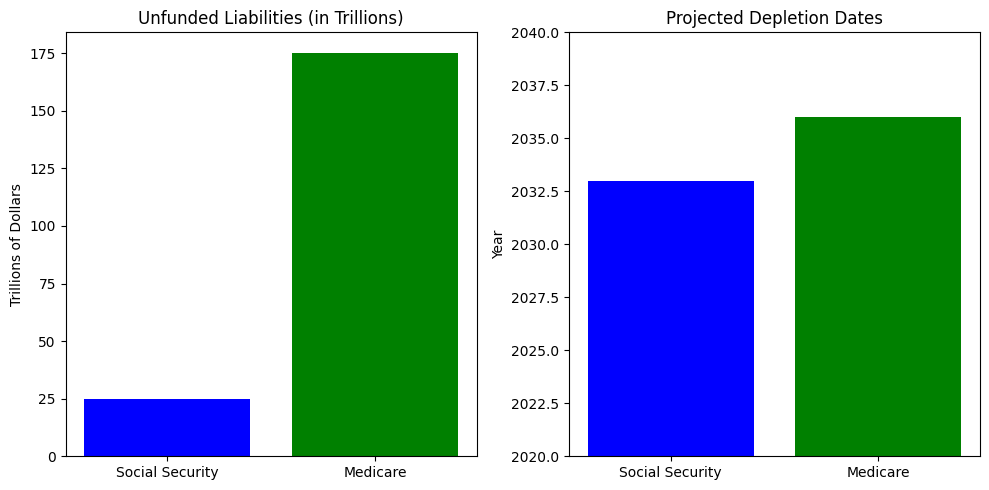 Unfunded Liabilities (in Trillions)
Trillions of Dollars
175
150
125
100
75
50
25
0
Social Security
Medicare
Projected Depletion Dates
Year
2040.0
2037.5
2035.0
2032.5
2030.0
2027.5
2025.0
2022.5
2020.0
Social Security
Medicare